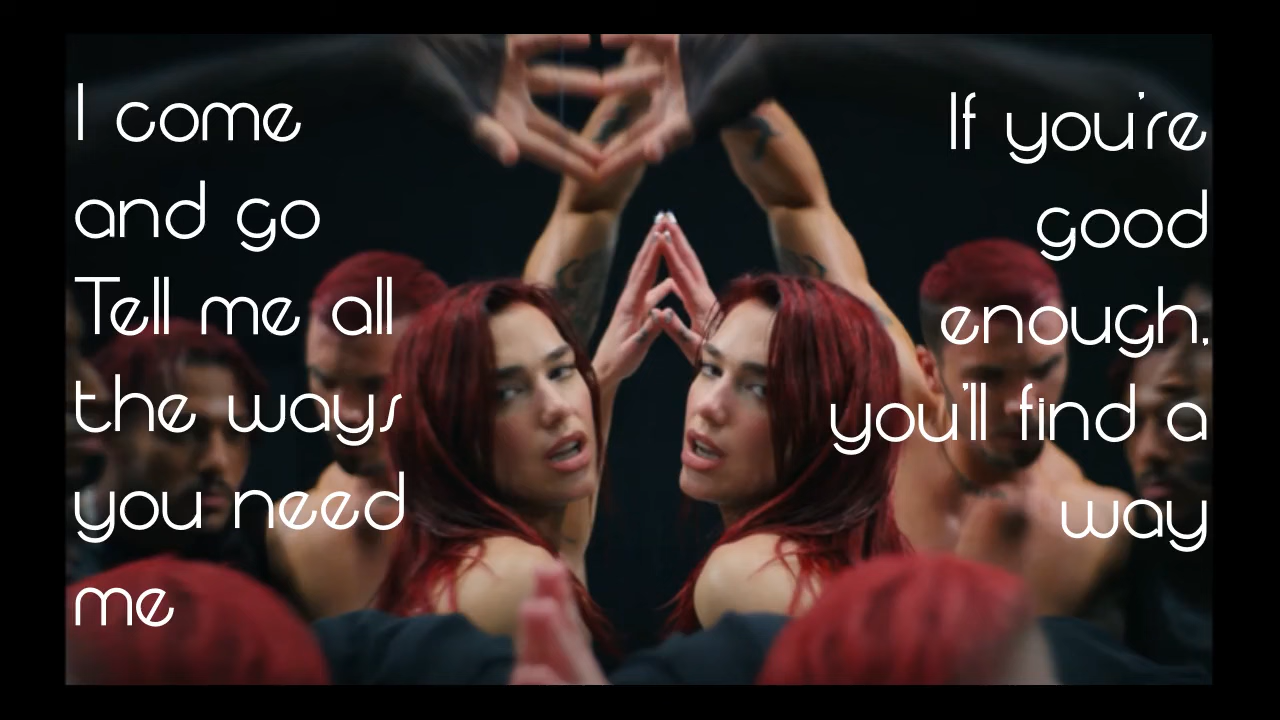 I come
and go
Tell me all
the ways
you need
me
If you're
good
enough,
you'll find a
way